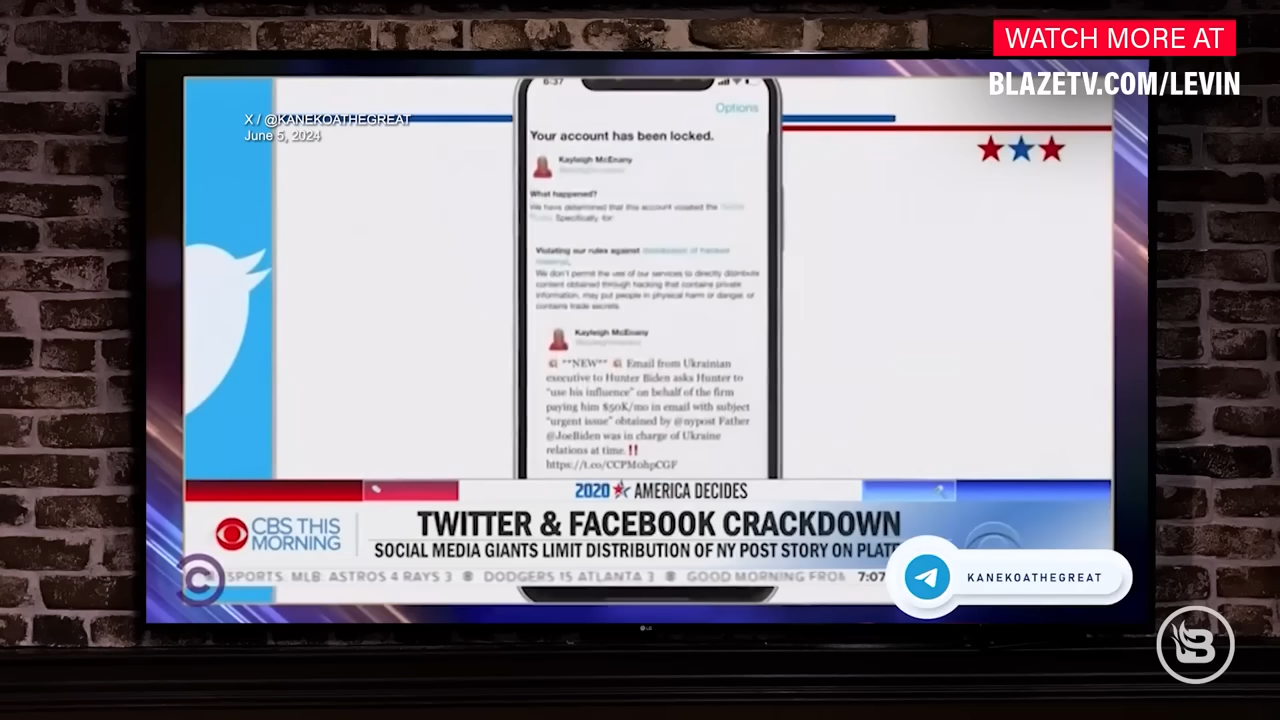 WATCH MORE AT
BLAZETV.COM/LEVIN
X / @KANEKOATHEGREAT
June 5, 2024
6:37
Options
Your account has been locked.
Kayleigh McEnany
What happened?
We have determined that this account violated the
Specifically, for:
Violating our rules against distribution of hacked
material.
We don't permit the use of our services to directly distribute
content obtained through hacking that contains private
information, may put people in physical harm or danger, or
contains trade secrets.
Kayleigh McEnany
**NEW** Email from Ukrainian
executive to Hunter Biden asks Hunter to
"use his influence" on behalf of the firm
paying him $50K/mo in email with subject
"urgent issue" obtained by @nypost Father
@JoeBiden was in charge of Ukraine
relations at time.‼
https://t.co/CCPMohpCGF
2020 AMERICA DECIDES
CBS THIS
MORNING
TWITTER & FACEBOOK CRACKDOWN
SOCIAL MEDIA GIANTS LIMIT DISTRIBUTION OF NY POST STORY ON PLAT
SPORTS: MLB: ASTROS 4 RAYS 3 DODGERS 15 ATLANTA 3 GOOD MORNING FROM 7:07
KANEKOATHEGREAT
LG